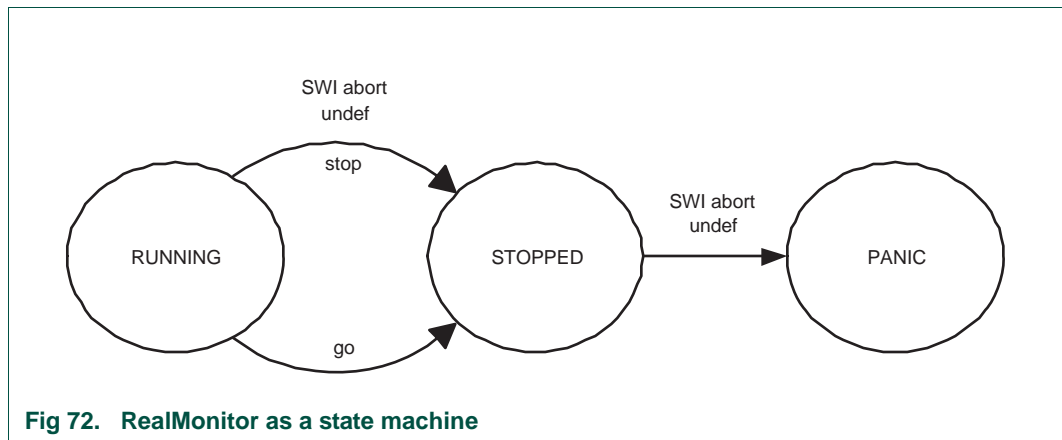 SWI abort
undef
stop
SWI abort
undef
RUNNING
STOPPED
PANIC
go
Fig 72. RealMonitor as a state machine